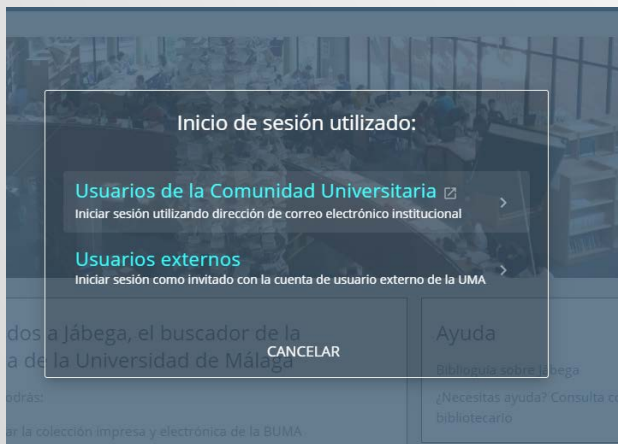 Inicio de sesión utilizado:
Usuarios de la Comunidad Universitaria
Iniciar sesión utilizando dirección de correo electrónico institucional
Usuarios externos
Iniciar sesión como invitado con la cuenta de usuario externo de la UMA
CANCELAR
dos a Jábega, el buscador de la
a de la Universidad de Málaga
odrás:
ar la colección impresa y electrónica de la BUMA
Ayuda
Biblioguía sobre Jábega
¿Necesitas ayuda? Consulta co
bibliotecario